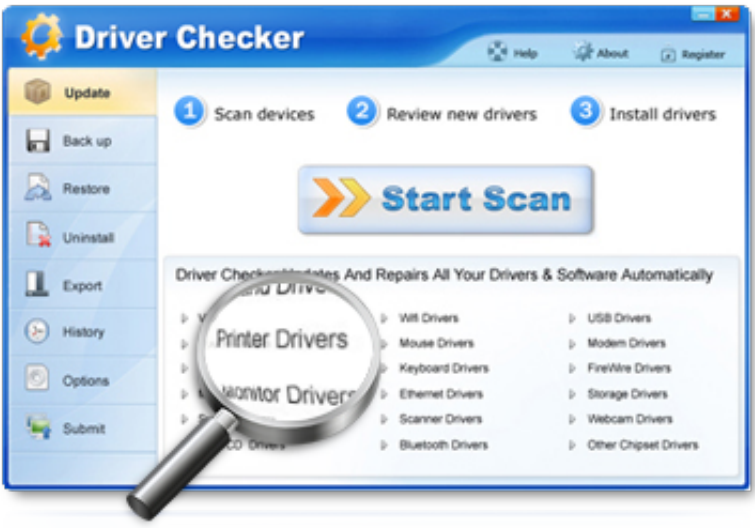 Driver Checker
Help About Register
Update
Back up
Restore
Uninstall
Export
History
Options
Submit
1 Scan devices 2 Review new drivers 3 Install drivers
Start Scan
Driver Checker Updates And Repairs All Your Drivers & Software Automatically
Printer Drivers
Monitor Drivers
Wifi Drivers
Mouse Drivers
Keyboard Drivers
Ethernet Drivers
Scanner Drivers
Bluetooth Drivers
USB Drivers
Modem Drivers
FireWire Drivers
Storage Drivers
Webcam Drivers
Other Chipset Drivers